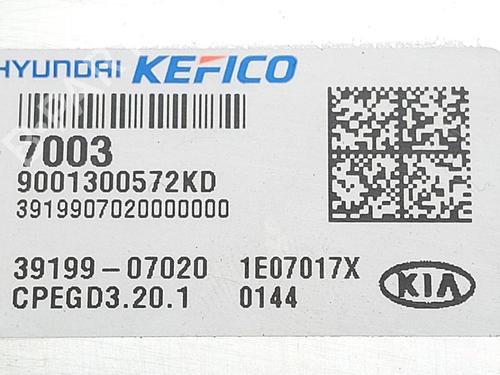 HYUNDAI KEFICO
7003
9001300572KD
3919907020000000
39199-07020 1E07017X
CPEGD3.20.1 0144
KIA